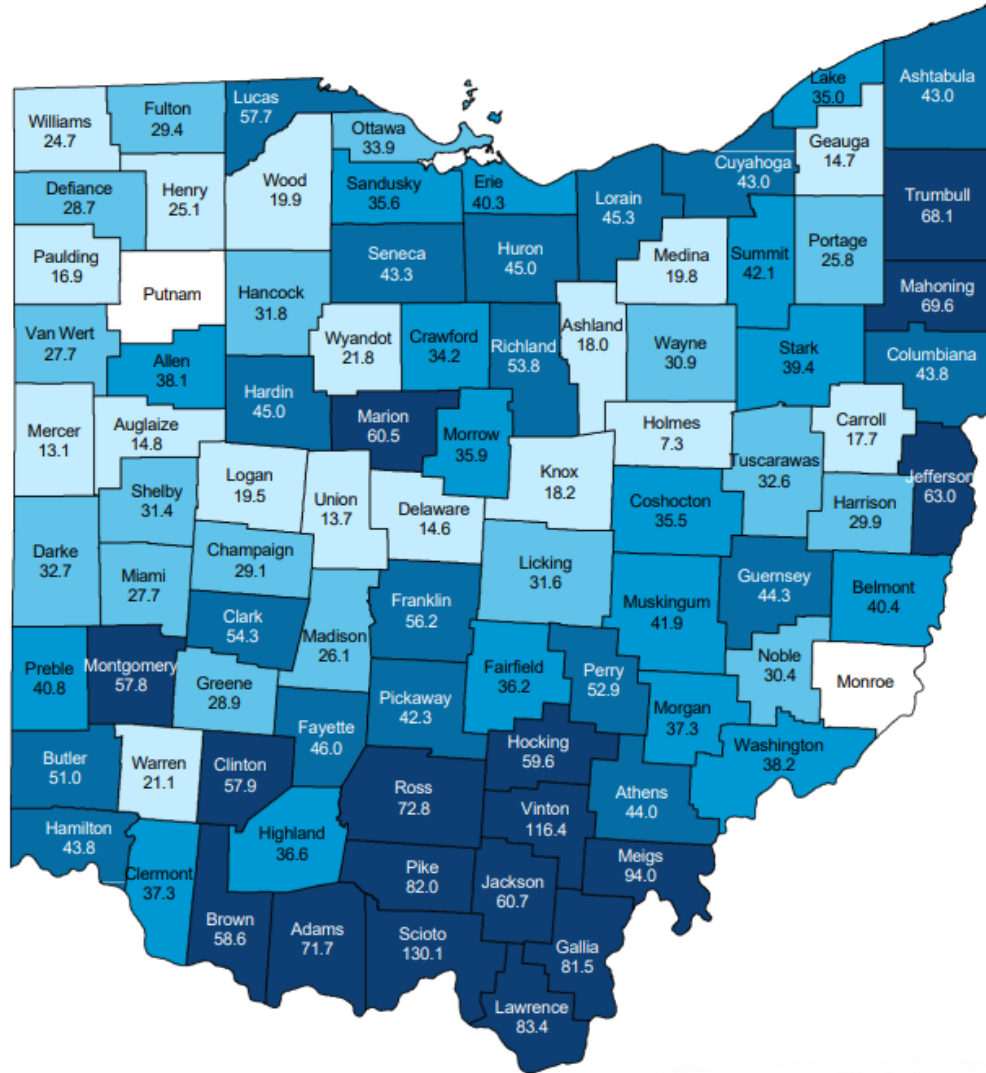 Lake
35.0
Ashtabula
43.0
Lucas
57.7
Fulton
29.4
Williams
24.7
Ottawa
33.9
Geauga
14.7
Cuyahoga
43.0
Defiance
28.7
Henry
25.1
Wood
19.9
Sandusky
35.6
Erie
40.3
Lorain
45.3
Trumbull
68.1
Paulding
16.9
Putnam
Hancock
31.8
Seneca
43.3
Huron
45.0
Medina
19.8
Summit
42.1
Portage
25.8
Mahoning
69.6
Van Wert
27.7
Allen
38.1
Wyandot
21.8
Crawford
34.2
Richland
53.8
Ashland
18.0
Wayne
30.9
Stark
39.4
Columbiana
43.8
Hardin
45.0
Marion
60.5
Morrow
35.9
Mercer
13.1
Auglaize
14.8
Holmes
7.3
Carroll
17.7
Logan
19.5
Union
13.7
Delaware
14.6
Knox
18.2
Tuscarawas
32.6
Jefferson
63.0
Shelby
31.4
Coshocton
35.5
Harrison
29.9
Darke
32.7
Champaign
29.1
Miami
27.7
Licking
31.6
Guernsey
44.3
Belmont
40.4
Clark
54.3
Franklin
56.2
Muskingum
41.9
Madison
26.1
Preble
40.8
Montgomery
57.8
Greene
28.9
Fairfield
36.2
Perry
52.9
Noble
30.4
Monroe
Pickaway
42.3
Fayette
46.0
Morgan
37.3
Washington
38.2
Butler
51.0
Warren
21.1
Clinton
57.9
Hocking
59.6
Ross
72.8
Athens
44.0
Vinton
116.4
Hamilton
43.8
Highland
36.6
Clermont
37.3
Meigs
94.0
Pike
82.0
Jackson
60.7
Brown
58.6
Adams
71.7
Scioto
130.1
Gallia
81.5
Lawrence
83.4